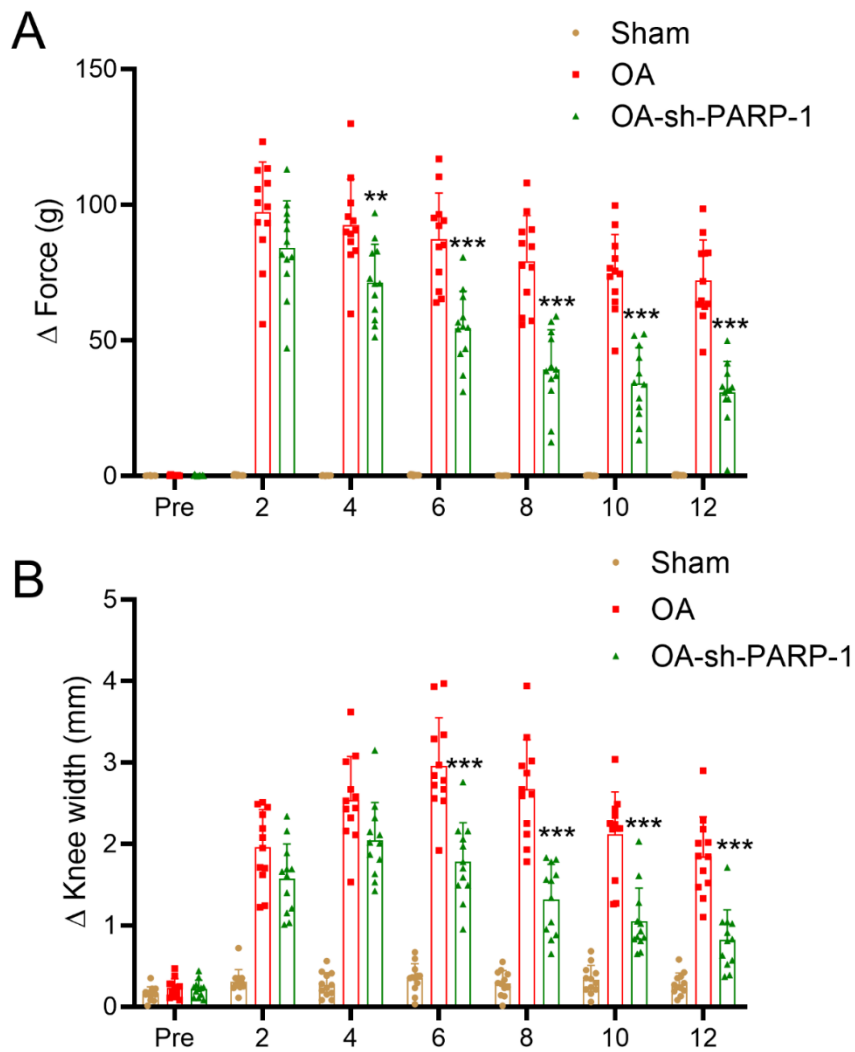 A
Sham
OA
OA-sh-PARP-1
Δ Force (g)
150
100
50
0
**
***
***
***
***
Pre 2 4 6 8 10 12
B
Sham
OA
OA-sh-PARP-1
Δ Knee width (mm)
5
4
3
2
1
0
***
***
***
***
Pre 2 4 6 8 10 12